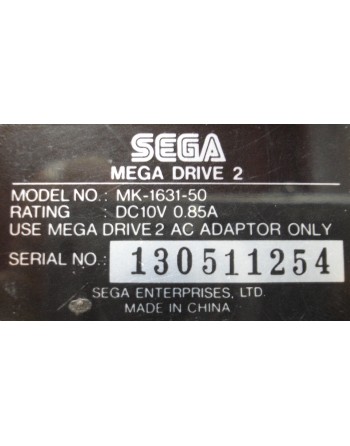 SEGA
MEGA DRIVE 2
MODEL NO.: MK-1631-50
RATING : DC10V 0.85A
USE MEGA DRIVE 2 AC ADAPTOR ONLY
SERIAL NO.: 130511254
SEGA ENTERPRISES, LTD.
MADE IN CHINA